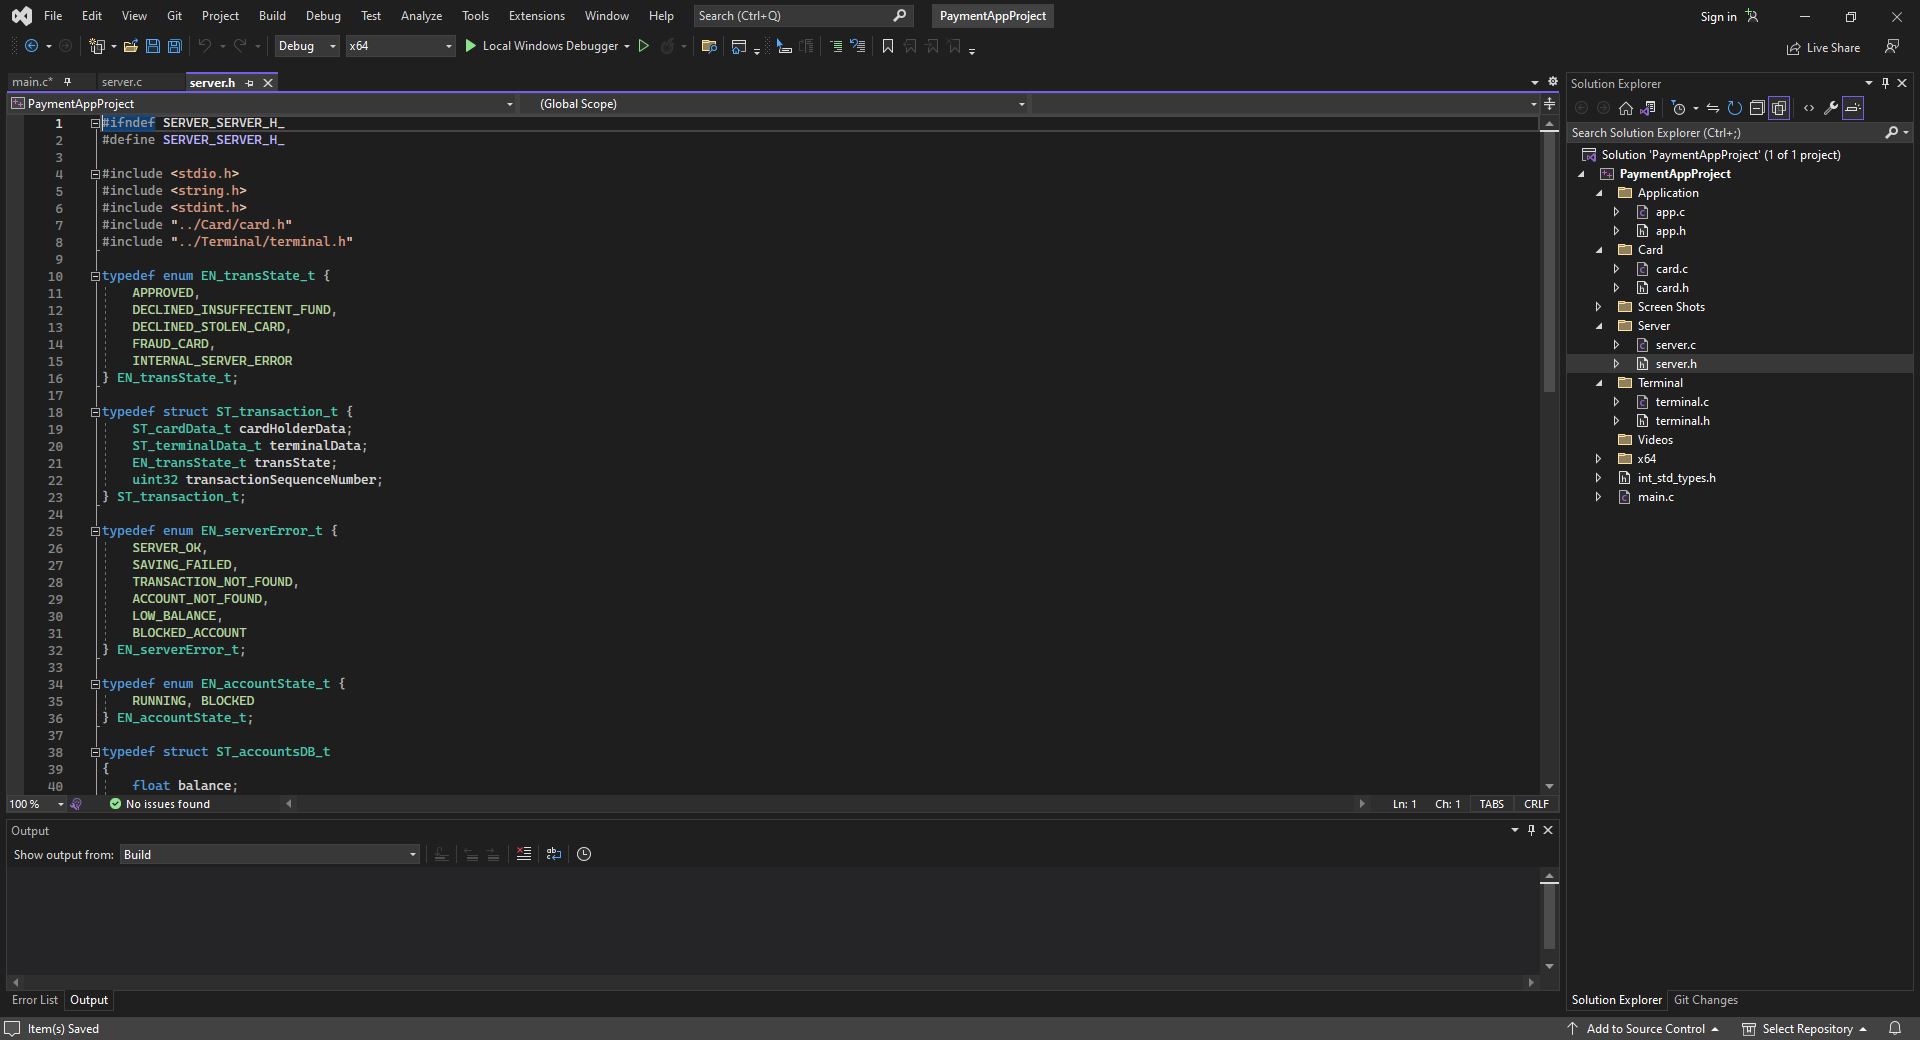 File Edit View Git Project Build Debug Test Analyze Tools Extensions Window Help Search (Ctrl+Q) PaymentAppProject Sign in
Debug x64 Local Windows Debugger Live Share
main.c* server.c server.h
PaymentAppProject (Global Scope)
1 #ifndef SERVER_SERVER_H_
2 #define SERVER_SERVER_H_
3
4 #include <stdio.h>
5 #include <string.h>
6 #include <stdint.h>
7 #include "../Card/card.h"
8 #include "../Terminal/terminal.h"
9
10 typedef enum EN_transState_t {
11 APPROVED,
12 DECLINED_INSUFFECIENT_FUND,
13 DECLINED_STOLEN_CARD,
14 FRAUD_CARD,
15 INTERNAL_SERVER_ERROR
16 } EN_transState_t;
17
18 typedef struct ST_transaction_t {
19 ST_cardData_t cardHolderData;
20 ST_terminalData_t terminalData;
21 EN_transState_t transState;
22 uint32 transactionSequenceNumber;
23 } ST_transaction_t;
24
25 typedef enum EN_serverError_t {
26 SERVER_OK,
27 SAVING_FAILED,
28 TRANSACTION_NOT_FOUND,
29 ACCOUNT_NOT_FOUND,
30 LOW_BALANCE,
31 BLOCKED_ACCOUNT
32 } EN_serverError_t;
33
34 typedef enum EN_accountState_t {
35 RUNNING, BLOCKED
36 } EN_accountState_t;
37
38 typedef struct ST_accountsDB_t
39 {
40 float balance;
100 % No issues found Ln: 1 Ch: 1 TABS CRLF
Output
Show output from: Build
Error List Output
Solution Explorer
Search Solution Explorer (Ctrl+;)
Solution 'PaymentAppProject' (1 of 1 project)
PaymentAppProject
Application
app.c
app.h
Card
card.c
card.h
Screen Shots
Server
server.c
server.h
Terminal
terminal.c
terminal.h
Videos
x64
int_std_types.h
main.c
Solution Explorer Git Changes
Item(s) Saved Add to Source Control Select Repository